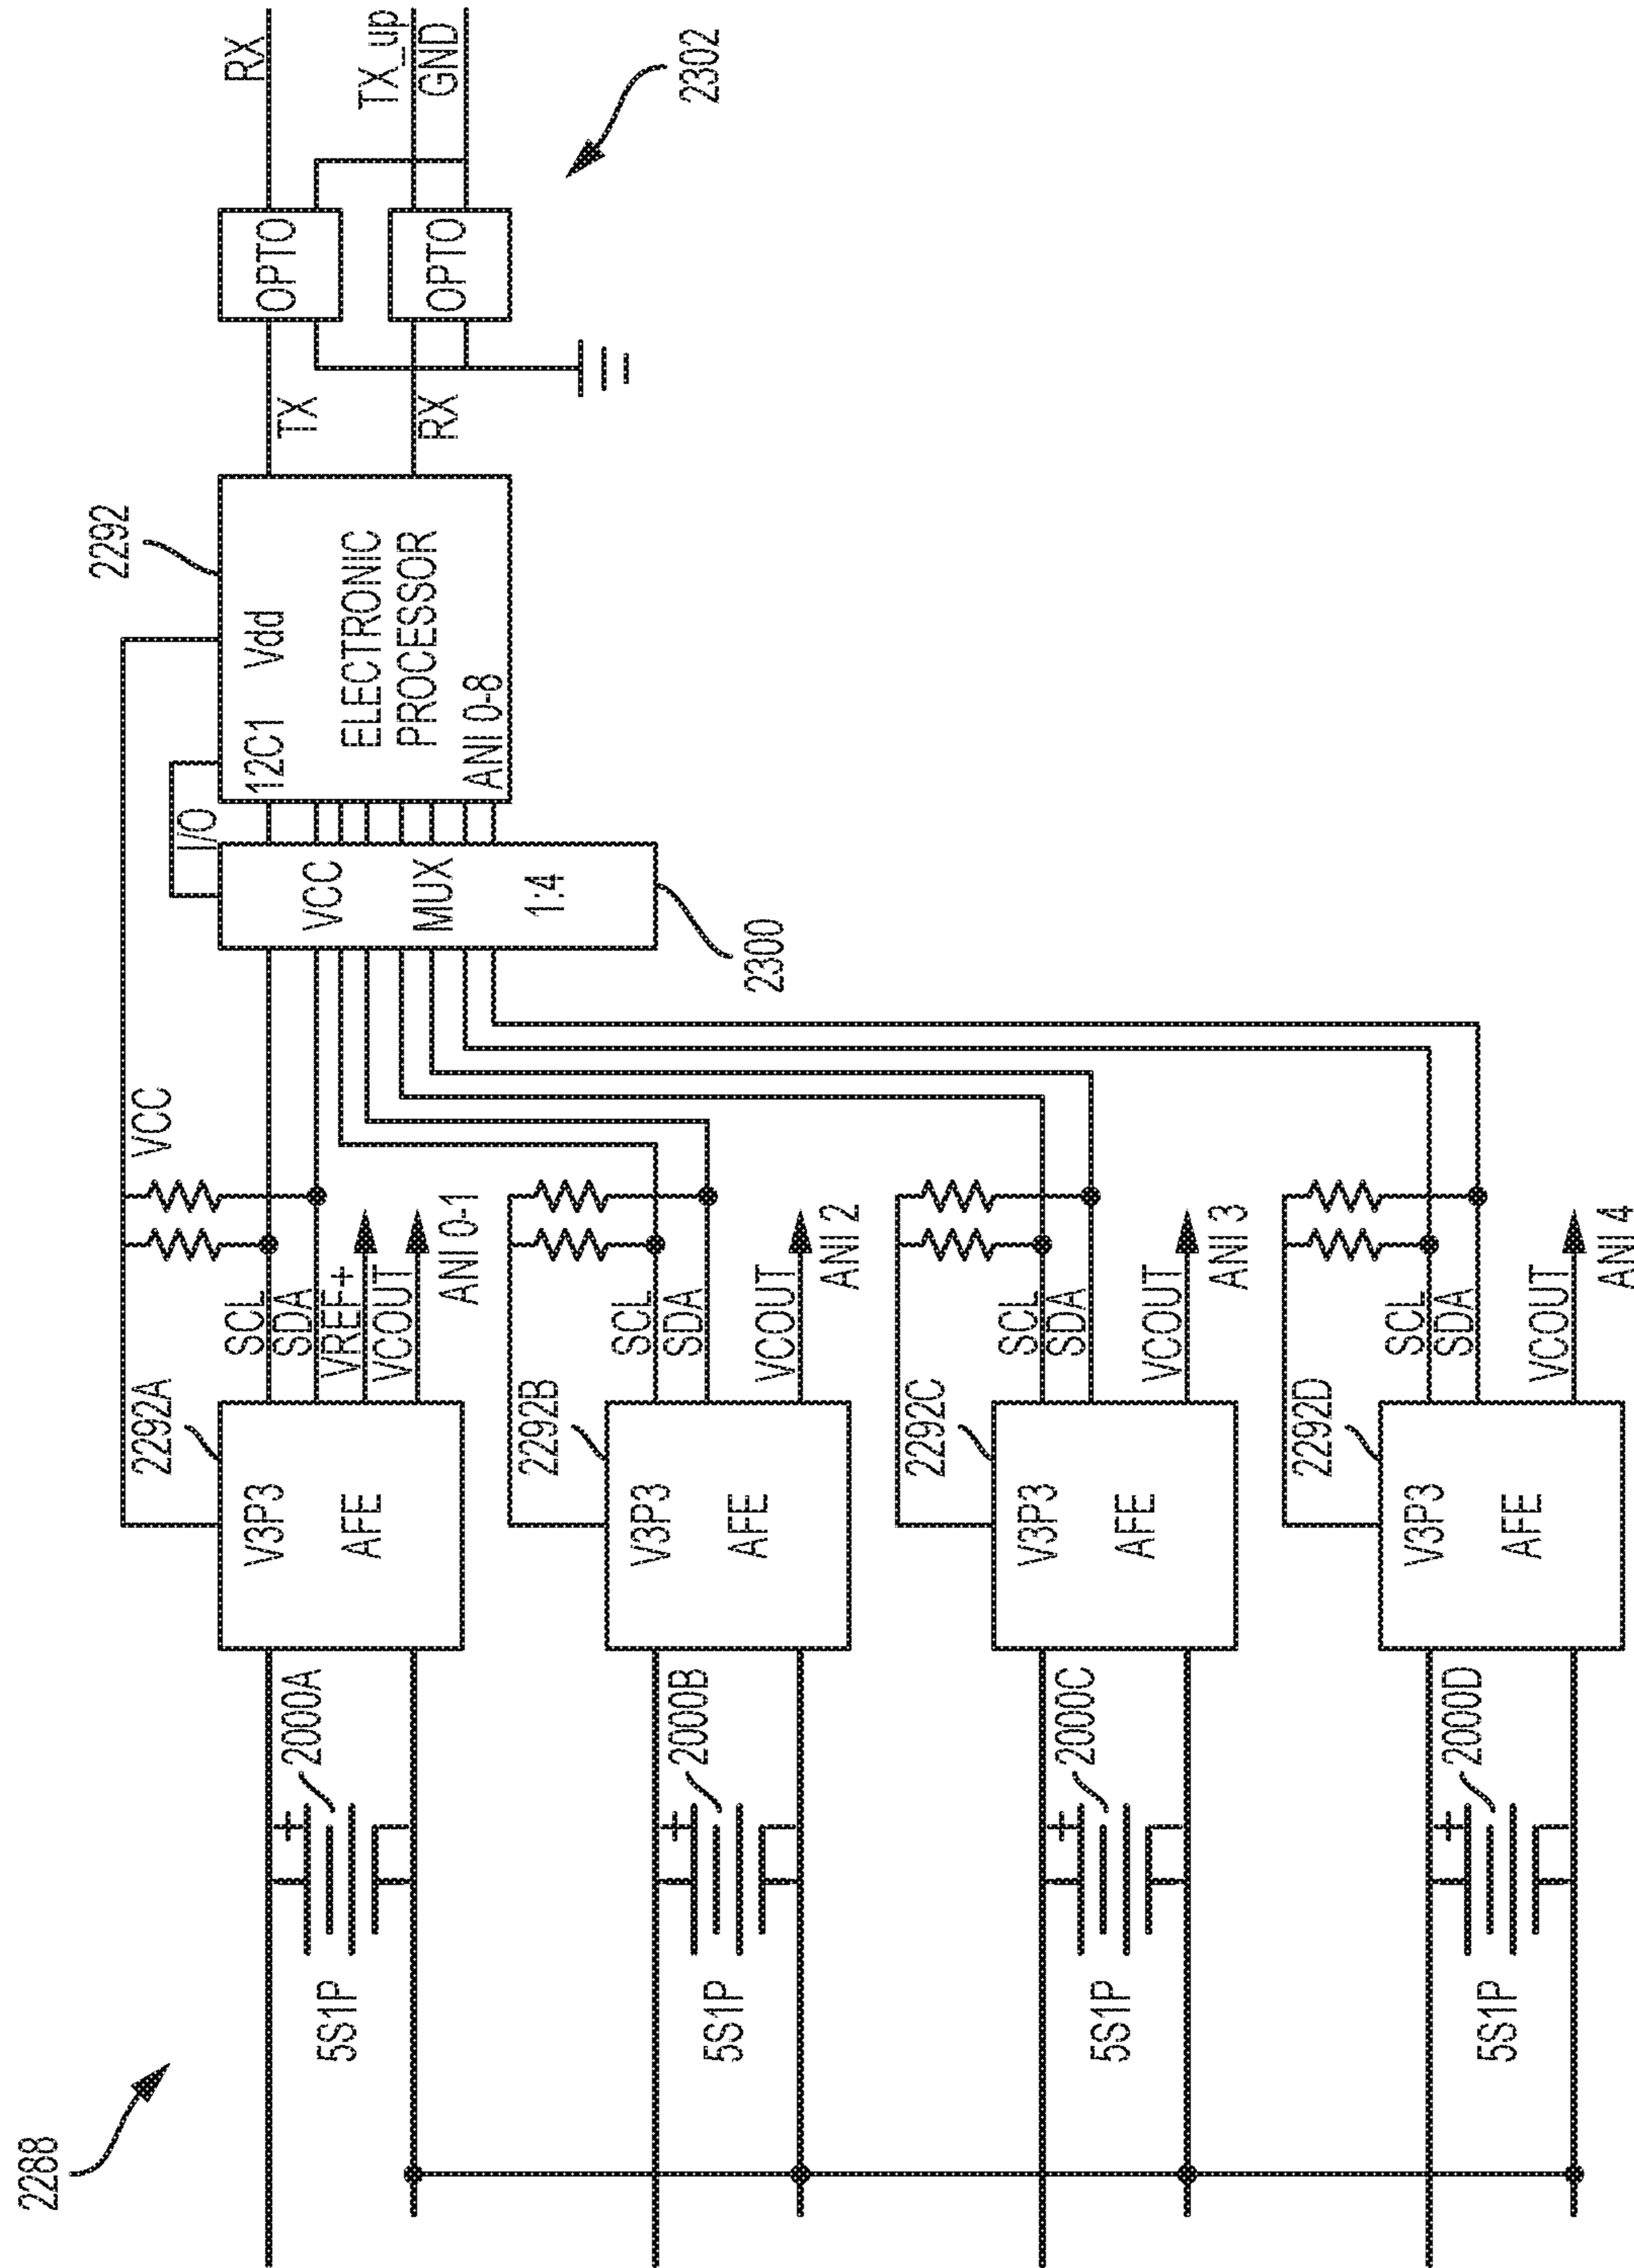 2288
5S1P
2000A
V3P3
AFE
2292A
SCL
SDA
VREF+
VCOUT
ANI 0-1
VCC
5S1P
2000B
V3P3
AFE
2292B
SCL
SDA
VCOUT
ANI 2
5S1P
2000C
V3P3
AFE
2292C
SCL
SDA
VCOUT
ANI 3
5S1P
2000D
V3P3
AFE
2292D
SCL
SDA
VCOUT
ANI 4
I/O
VCC
MUX
1:4
2300
2292
12C1 Vdd
ELECTRONIC
PROCESSOR
ANI 0-8
TX
RX
OPTO
OPTO
RX
TX_up
GND
2302